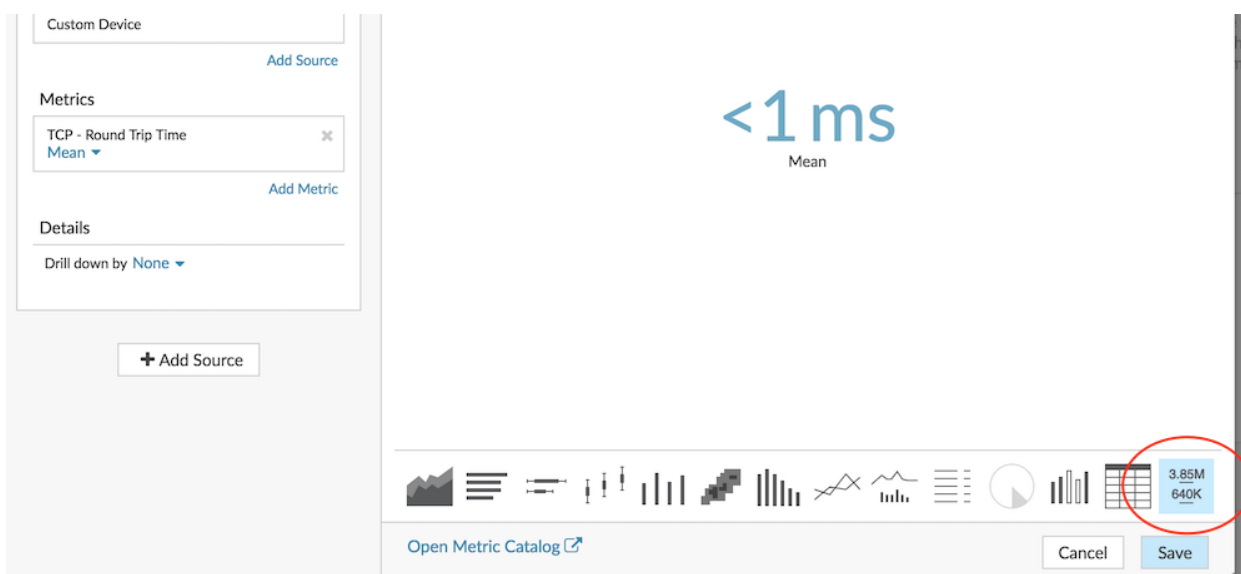 Custom Device
Add Source
Metrics
TCP - Round Trip Time
Mean
Add Metric
Details
Drill down by None
+ Add Source
<1 ms
Mean
3.85M
640K
Open Metric Catalog
Cancel
Save